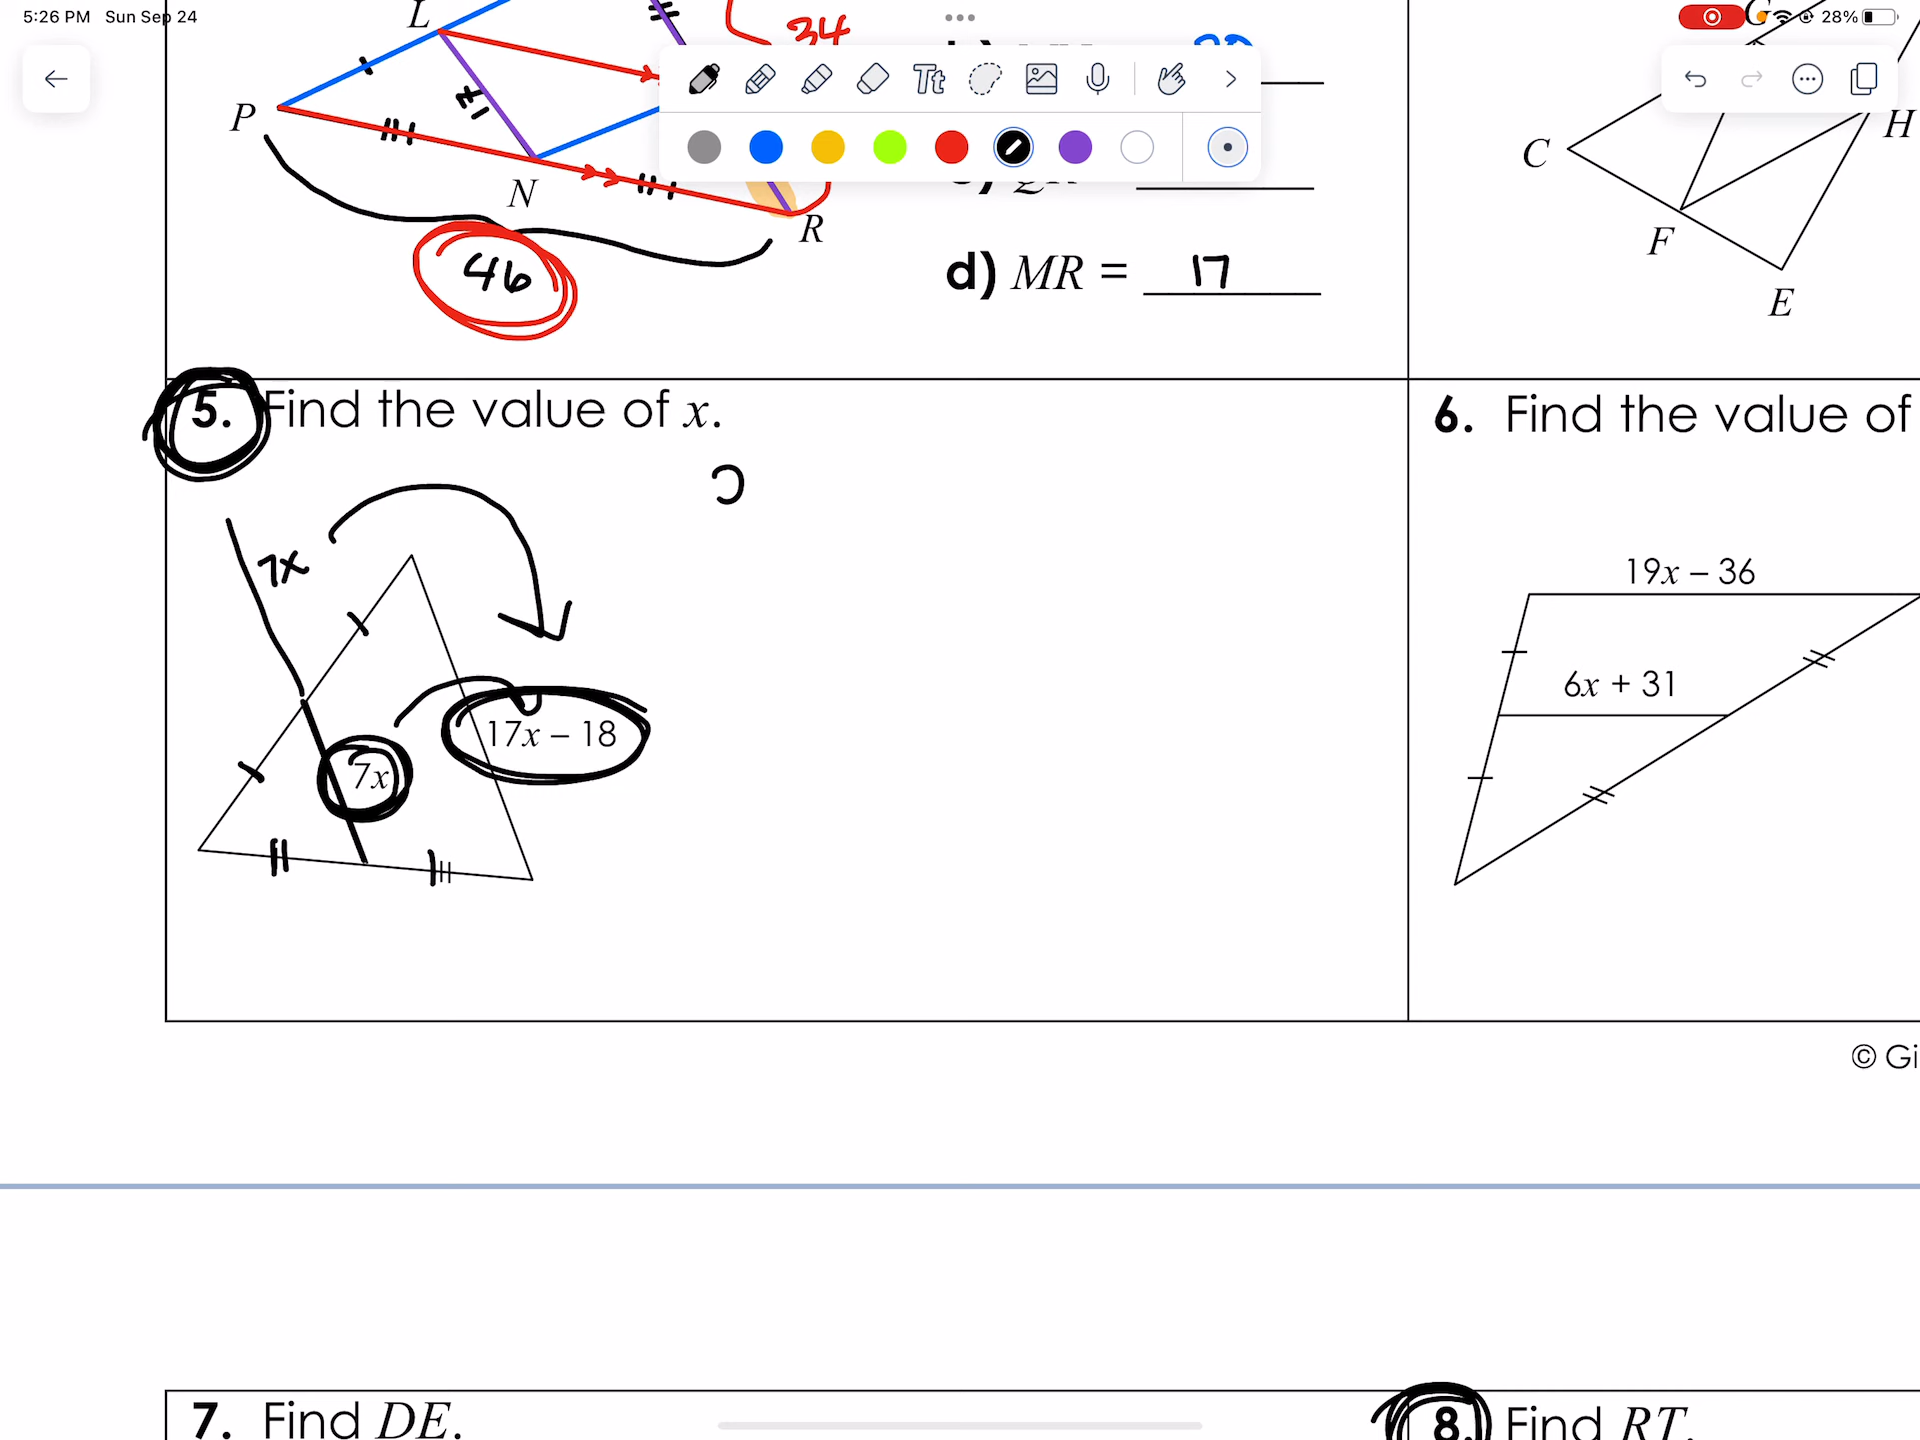 5:26 PM Sun Sep 24
28%
L
34
Tt
P
N
R
46
d) MR = 17
G
C
H
F
E
5. Find the value of x.
7x
17x – 18
7x
6. Find the value of
19x – 36
6x + 31
© Gi
7. Find DE.
8. Find RT.